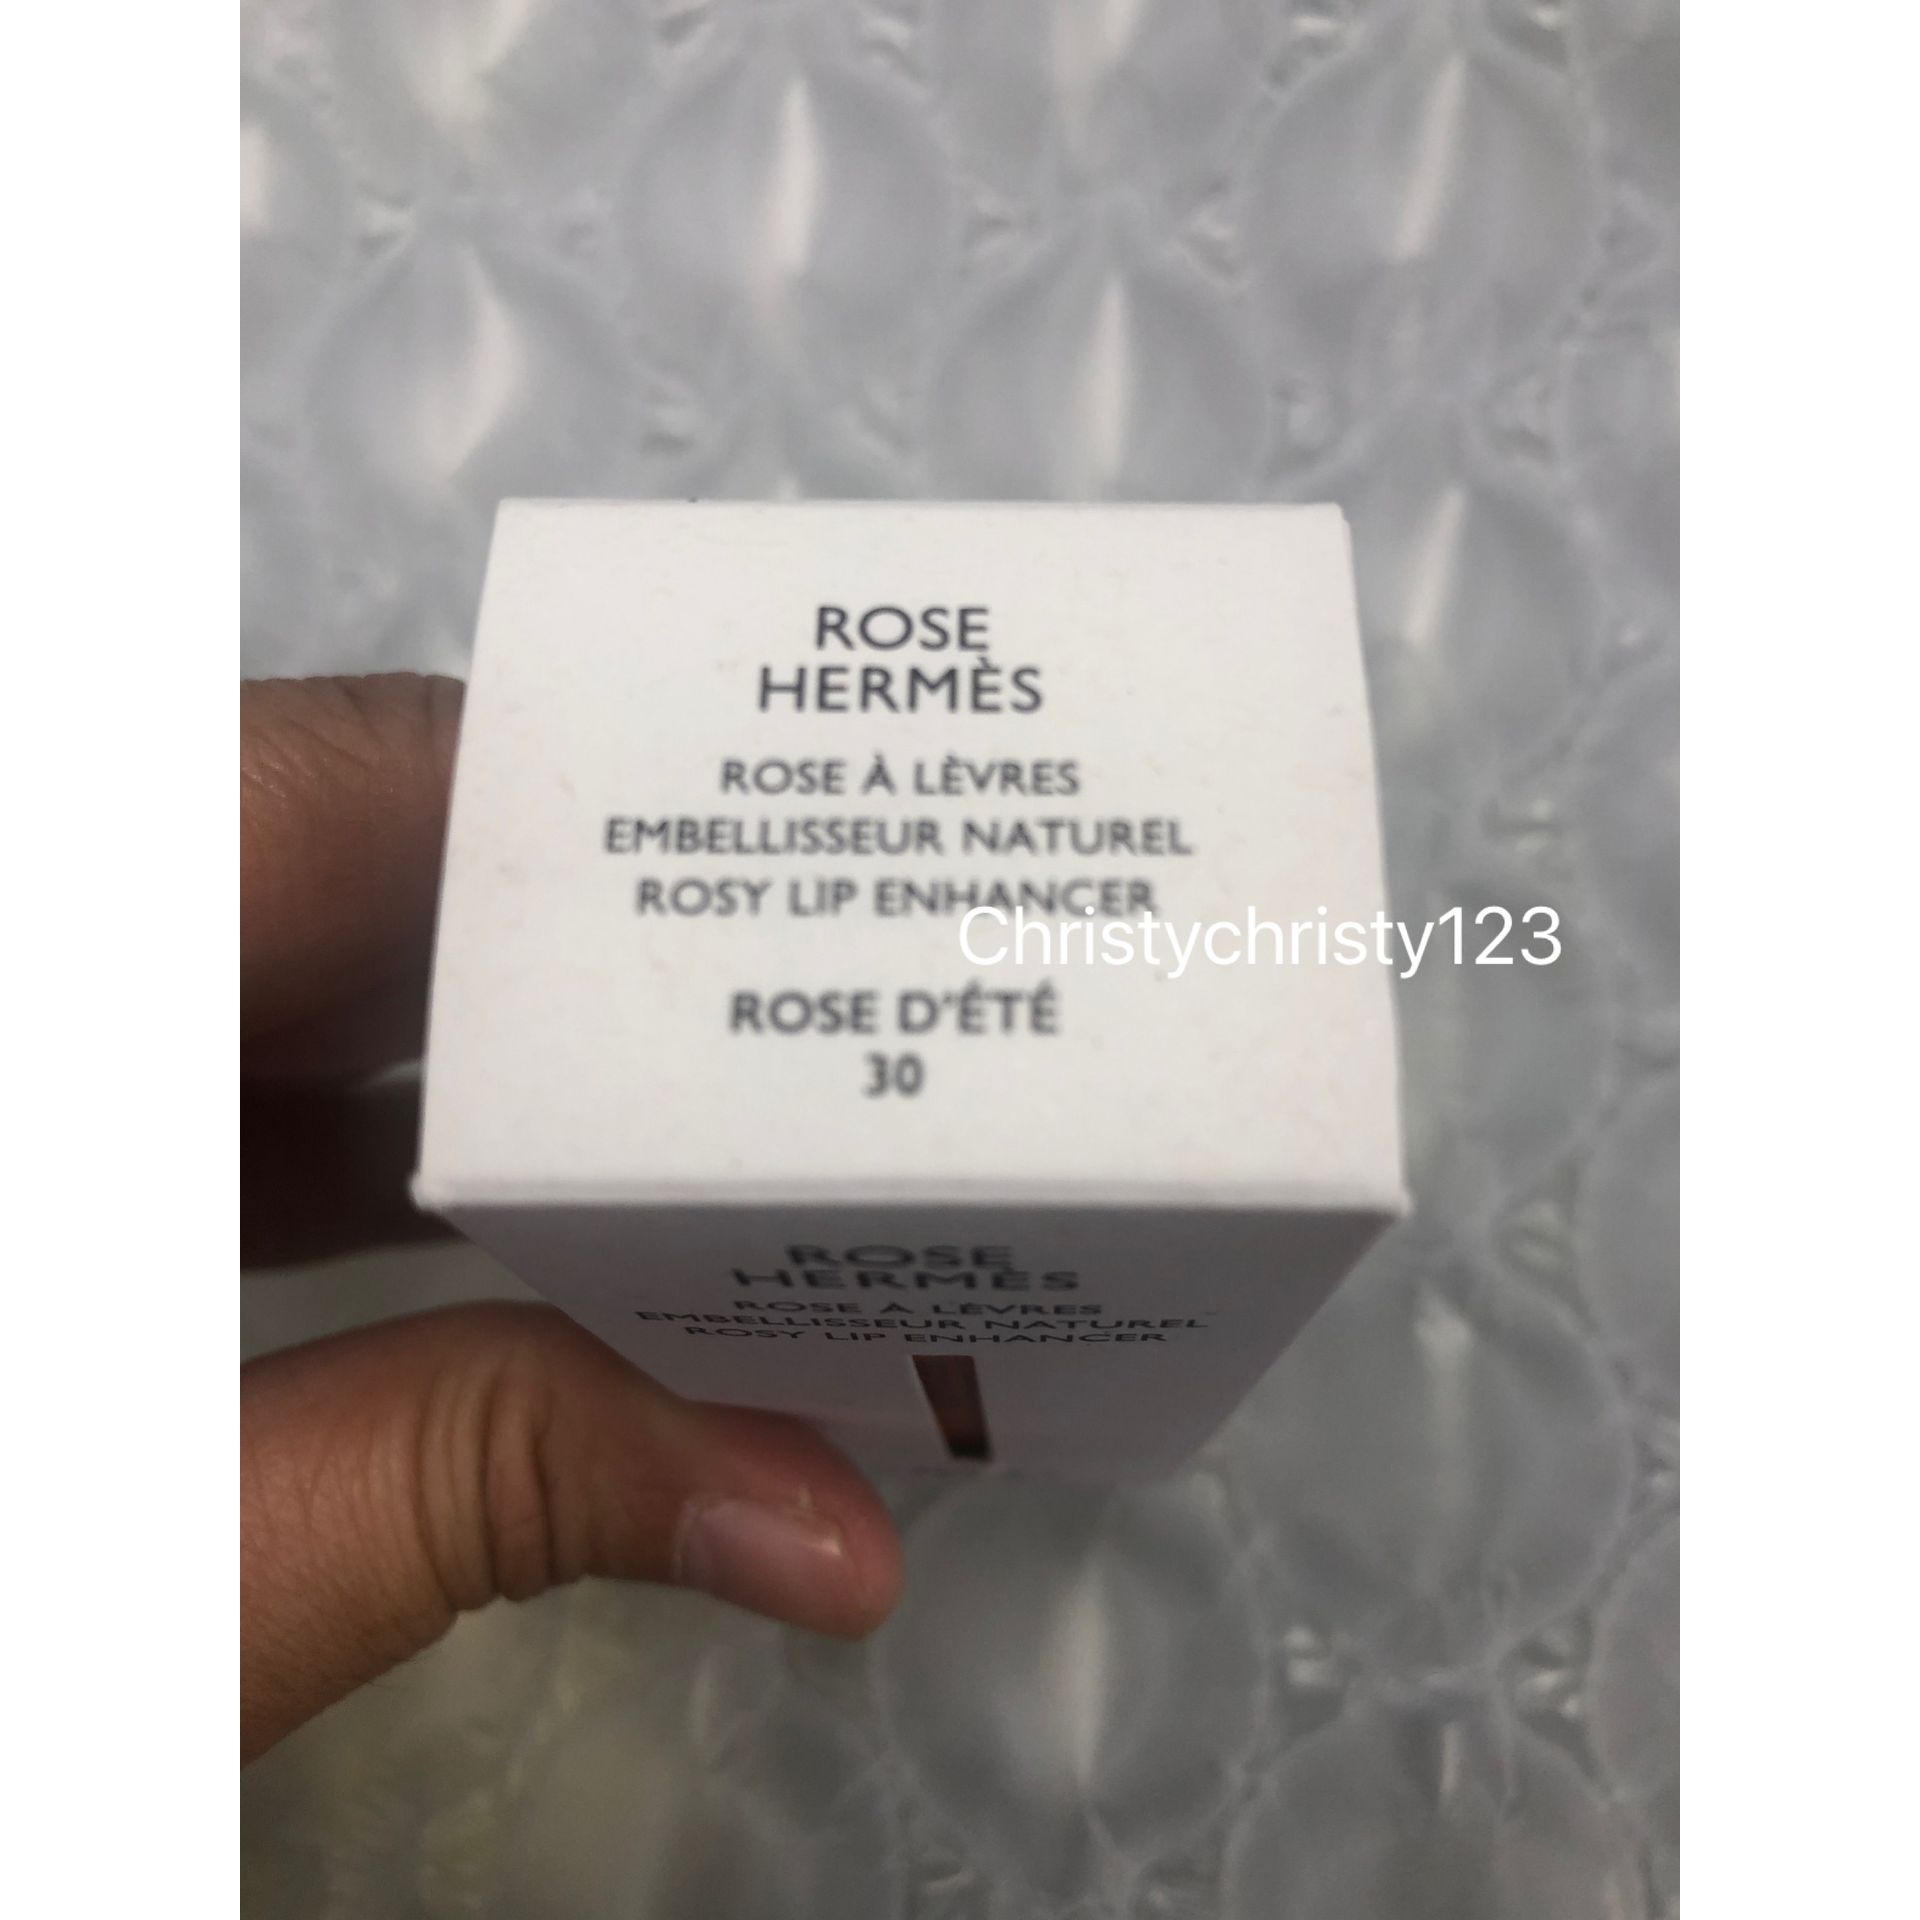 ROSE
HERMÈS
ROSE À LÈVRES
EMBELLISSEUR NATUREL
ROSY LIP ENHANCER
Christychristy123
ROSE D'ÉTÉ
30
ROSE
HERMÈS
ROSE À LÈVRES
EMBELLISSEUR NATUREL
ROSY LIP ENHANCER